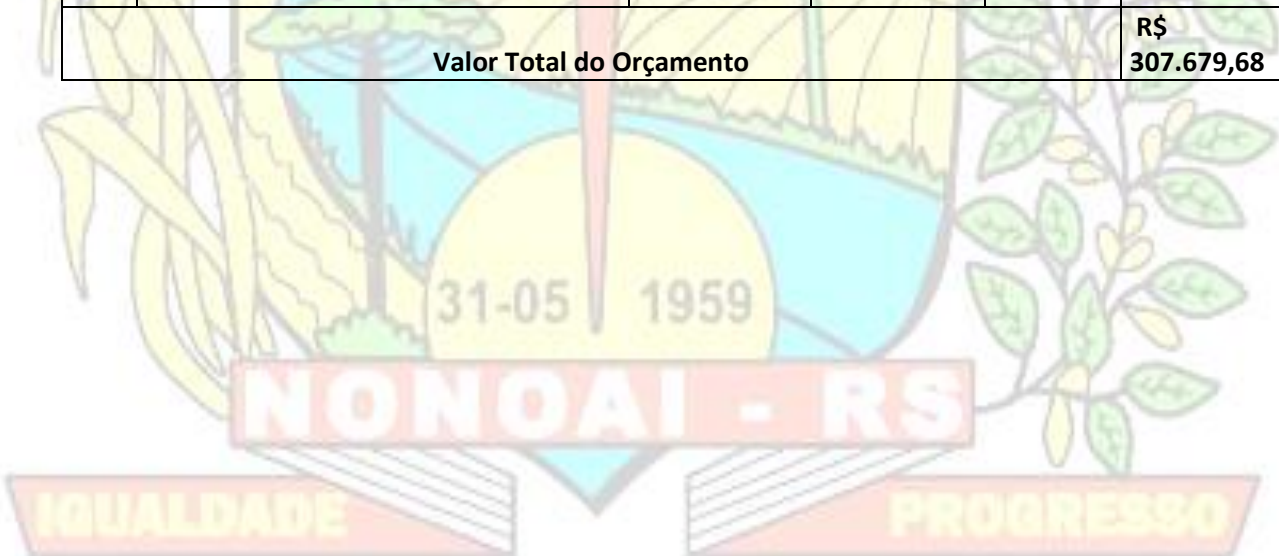 R$
Valor Total do Orçamento 307.679,68
31-05 1959
NONOAI - RS
IGUALDADE PROGRESSO